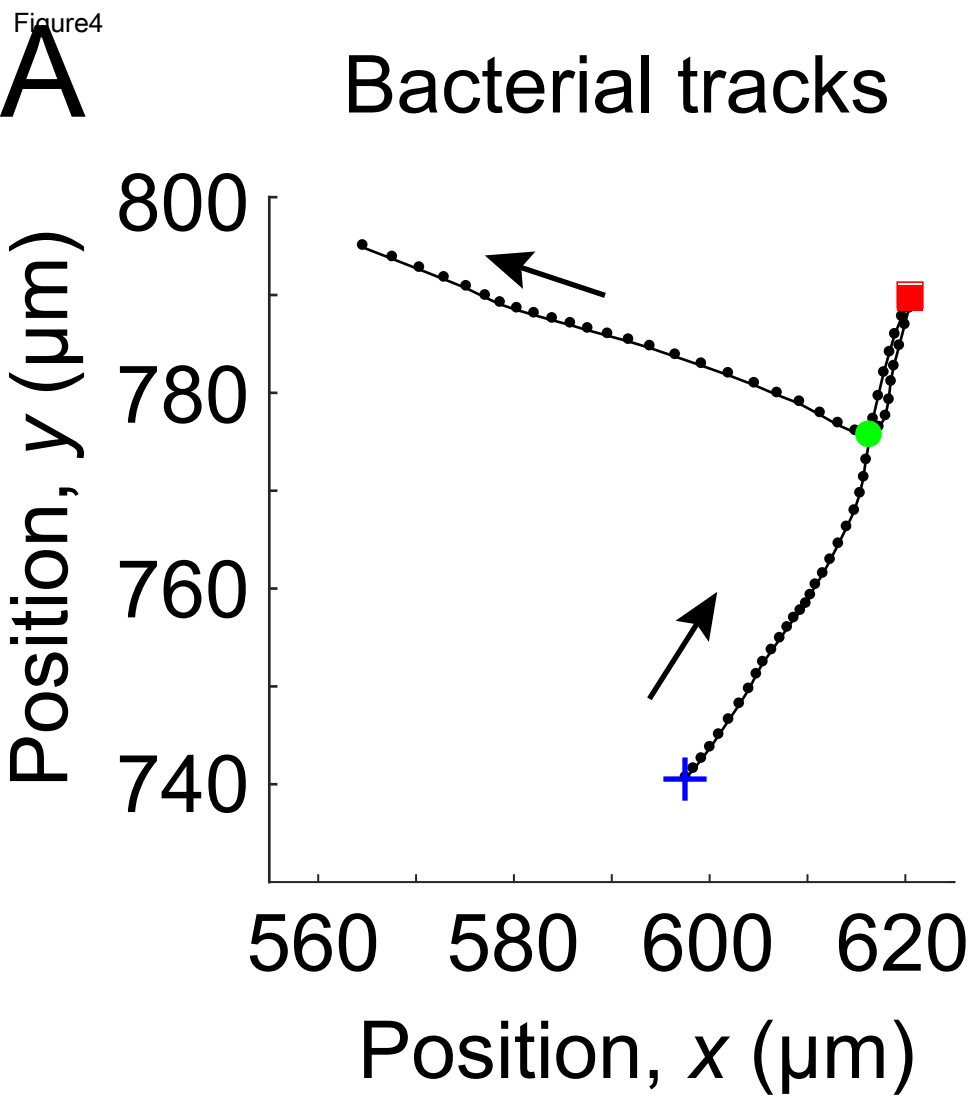 Figure4
A
Bacterial tracks
800
780
760
740
Position, y (μm)
560 580 600 620
Position, x (μm)